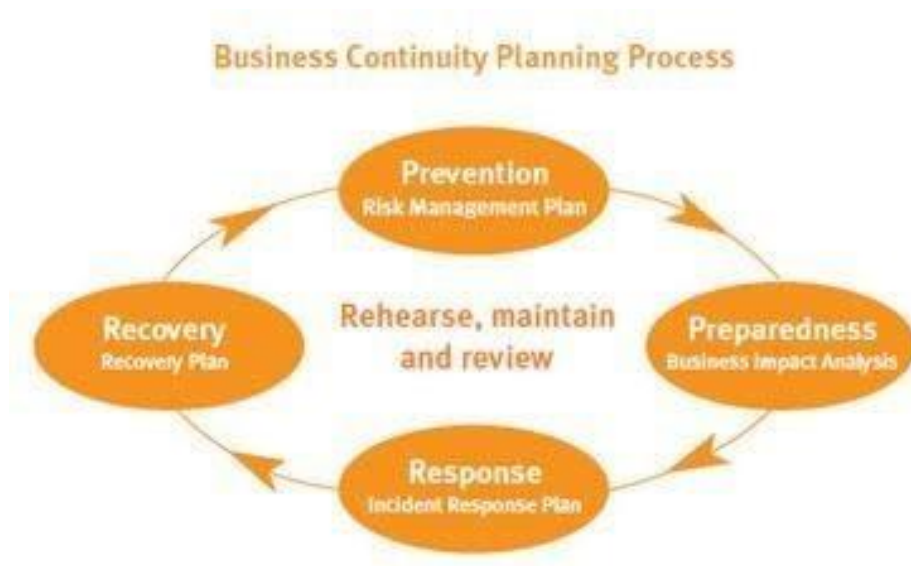 Business Continuity Planning Process
Prevention
Risk Management Plan
Recovery
Recovery Plan
Rehearse, maintain
and review
Preparedness
Business Impact Analysis
Response
Incident Response Plan